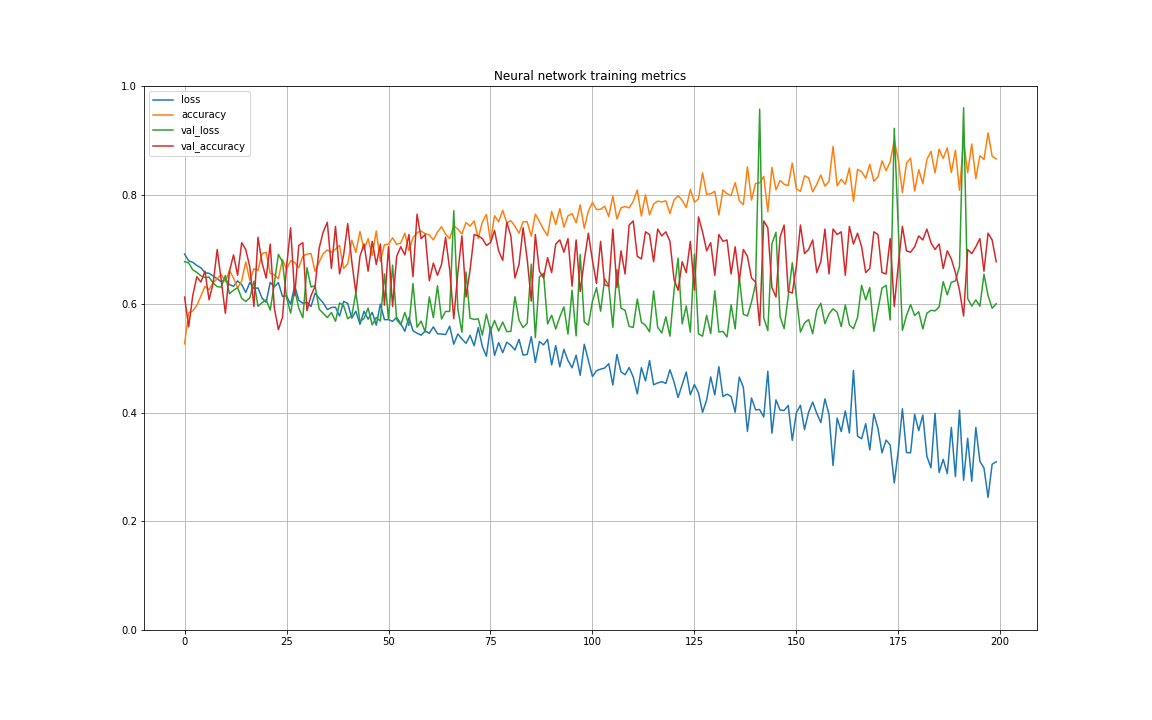 Neural network training metrics
1.0
loss
accuracy
val_loss
val_accuracy
0.8
0.6
0.4
0.2
0.0
0 25 50 75 100 125 150 175 200